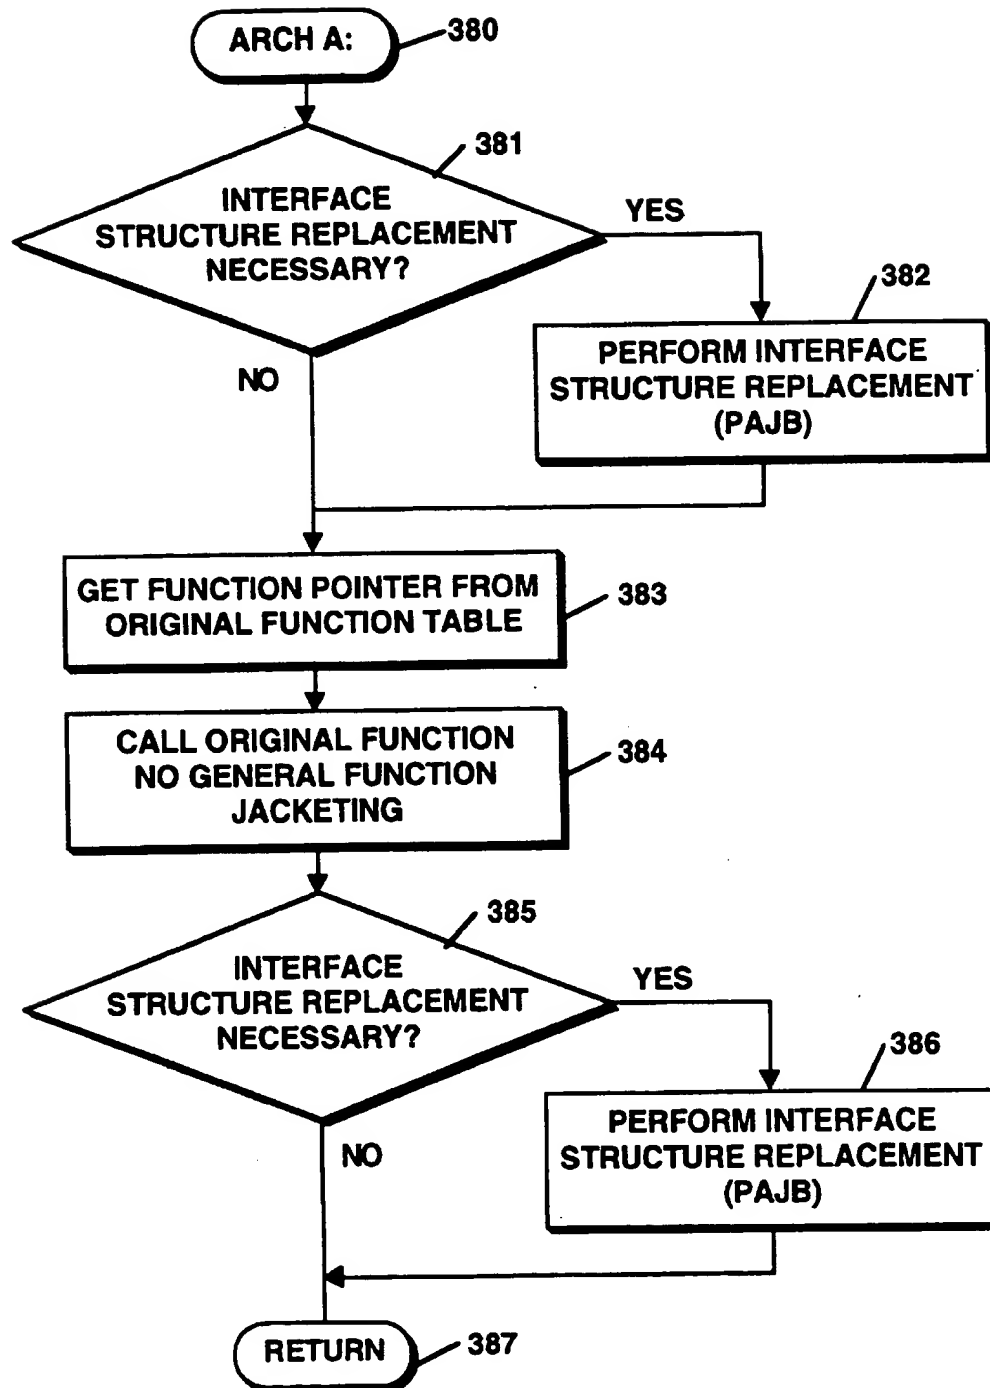 ARCH A:
380
381
INTERFACE
STRUCTURE REPLACEMENT
NECESSARY?
YES
382
PERFORM INTERFACE
STRUCTURE REPLACEMENT
(PAJB)
NO
GET FUNCTION POINTER FROM
ORIGINAL FUNCTION TABLE
383
CALL ORIGINAL FUNCTION
NO GENERAL FUNCTION
JACKETING
384
385
INTERFACE
STRUCTURE REPLACEMENT
NECESSARY?
YES
386
PERFORM INTERFACE
STRUCTURE REPLACEMENT
(PAJB)
NO
RETURN
387